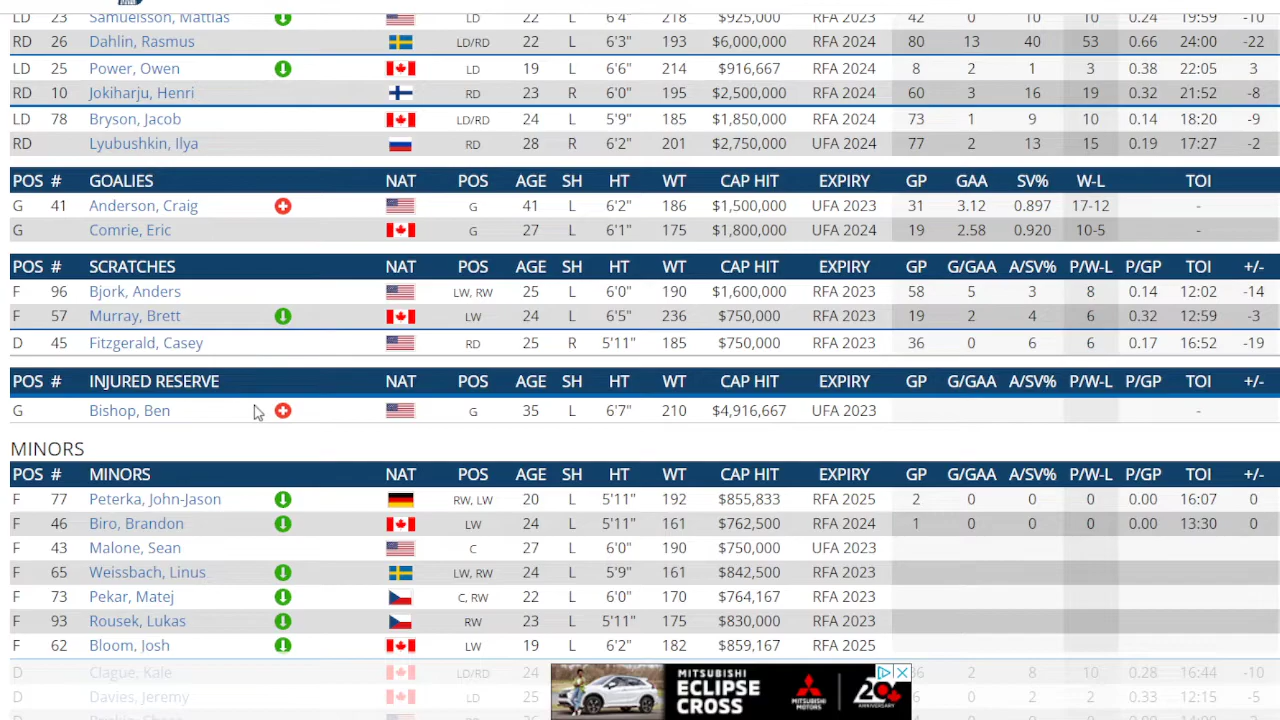 LD 23 Samuelsson, Mattias 22 6'4" 218 $925,000 RFA 2023 42 0 10 0.24 19:59 -10
RD 26 Dahlin, Rasmus LD/RD 22 L 6'3" 193 $6,000,000 RFA 2024 80 13 40 53 0.66 24:00 -22
LD 25 Power, Owen LD 19 L 6'6" 214 $916,667 RFA 2024 8 2 1 0.38 22:05 3
RD 10 Jokiharju, Henri RD 23 R 6'0" 195 $2,500,000 RFA 2024 60 3 16 19 0.32 21:52 -8
LD 78 Bryson, Jacob LD/RD 24 L 5'9" 185 $1,850,000 RFA 2024 73 1 9 10 0.14 18:20 -9
RD Lyubushkin, Ilya RD 28 R 6'2" 201 $2,750,000 UFA 2024 77 2 13 15 0.19 17:27 -2
POS # GOALIES NAT POS AGE SH HT WT CAP HIT EXPIRY GP GAA SV% W-L TOI
G 41 Anderson, Craig G 41 L 6'2" 195 $1,500,000 UFA 2023 31 3.12 0.897 17-12 -
G Comrie, Eric G 27 L 6'1" 175 $1,800,000 UFA 2024 19 2.58 0.920 10-5 -
POS # SCRATCHES NAT POS AGE SH HT WT CAP HIT EXPIRY GP G/GAA A/SV% P/W-L P/GP TOI +/-
F 96 Bjork, Anders LW, RW 25 L 6'0" 190 $1,600,000 RFA 2023 58 5 3 8 0.14 12:02 -14
F 57 Murray, Brett LW 24 L 6'5" 236 $750,000 RFA 2023 19 2 4 6 0.32 12:59 -3
D 45 Fitzgerald, Casey RD 25 R 5'11" 185 $750,000 RFA 2023 36 0 6 6 0.17 16:52 -19
POS # INJURED RESERVE NAT POS AGE SH HT WT CAP HIT EXPIRY GP G/GAA A/SV% P/W-L P/GP TOI +/-
G Bishop, Ben G 35 L 6'7" 210 $4,916,667 UFA 2023 -
MINORS
POS # MINORS NAT POS AGE SH HT WT CAP HIT EXPIRY GP G/GAA A/SV% P/W-L P/GP TOI +/-
F 77 Peterka, John-Jason RW, LW 20 L 5'11" 192 $855,833 RFA 2025 2 0 0 0 0.00 16:07 0
F 46 Biro, Brandon LW 24 L 5'11" 161 $762,500 RFA 2024 1 0 0 0 0.00 13:30 0
F 43 Malone, Sean C 27 L 6'0" 190 $750,000 UFA 2023
F 65 Weissbach, Linus LW, RW 24 L 5'9" 161 $842,500 RFA 2023
F 73 Pekar, Matej C, RW 22 L 6'0" 170 $764,167 RFA 2023
F 93 Rousek, Lukas RW 23 L 5'11" 175 $830,000 RFA 2023
F 62 Bloom, Josh LW 19 L 6'2" 182 $859,167 RFA 2025
D Clague, Kale LD/RD 24 2 8 0.28 16:44 -10
D Davies, Jeremy LD 25 0 2 0.33 12:15 -5
MITSUBISHI
ECLIPSE
CROSS
MITSUBISHI
MOTORS
20
ANNIVERSARY